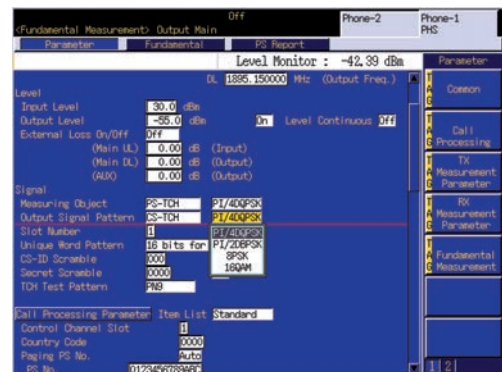 Off
Phone-2
Phone-1
<Fundamental Measurement> Output Main
PHS
Parameter
Fundamental
PS Report
Level Monitor : -42.39 dBm
Parameter
DL 1895.150000 MHz (Output Freq.)
Level
Input Level 30.0 dBm
Output Level -55.0 dBm On Level Continuous Off
External Loss On/Off Off
(Main UL) 0.00 dB (Input)
(Main DL) 0.00 dB (Output)
(AUX) 0.00 dB (Output)
Signal
Measuring Object PS-TCH PI/4DQPSK
Output Signal Pattern CS-TCH PI/4DQPSK
Slot Number 1 PI/4DQPSK
Unique Word Pattern 16 bits for PI/2DBPSK
CS-ID Scramble 000 8PSK
Secret Scramble 0000 16QAM
TCH Test Pattern PN9
Call Processing Parameter Item List Standard
Control Channel Slot 1
Country Code 0000
Paging PS No. Auto
PS No. 0123456789ABC
TAG Common
TAG Call Processing
TAG TX Measurement Parameter
TAG RX Measurement Parameter
TAG Fundamental Measurement
1 2